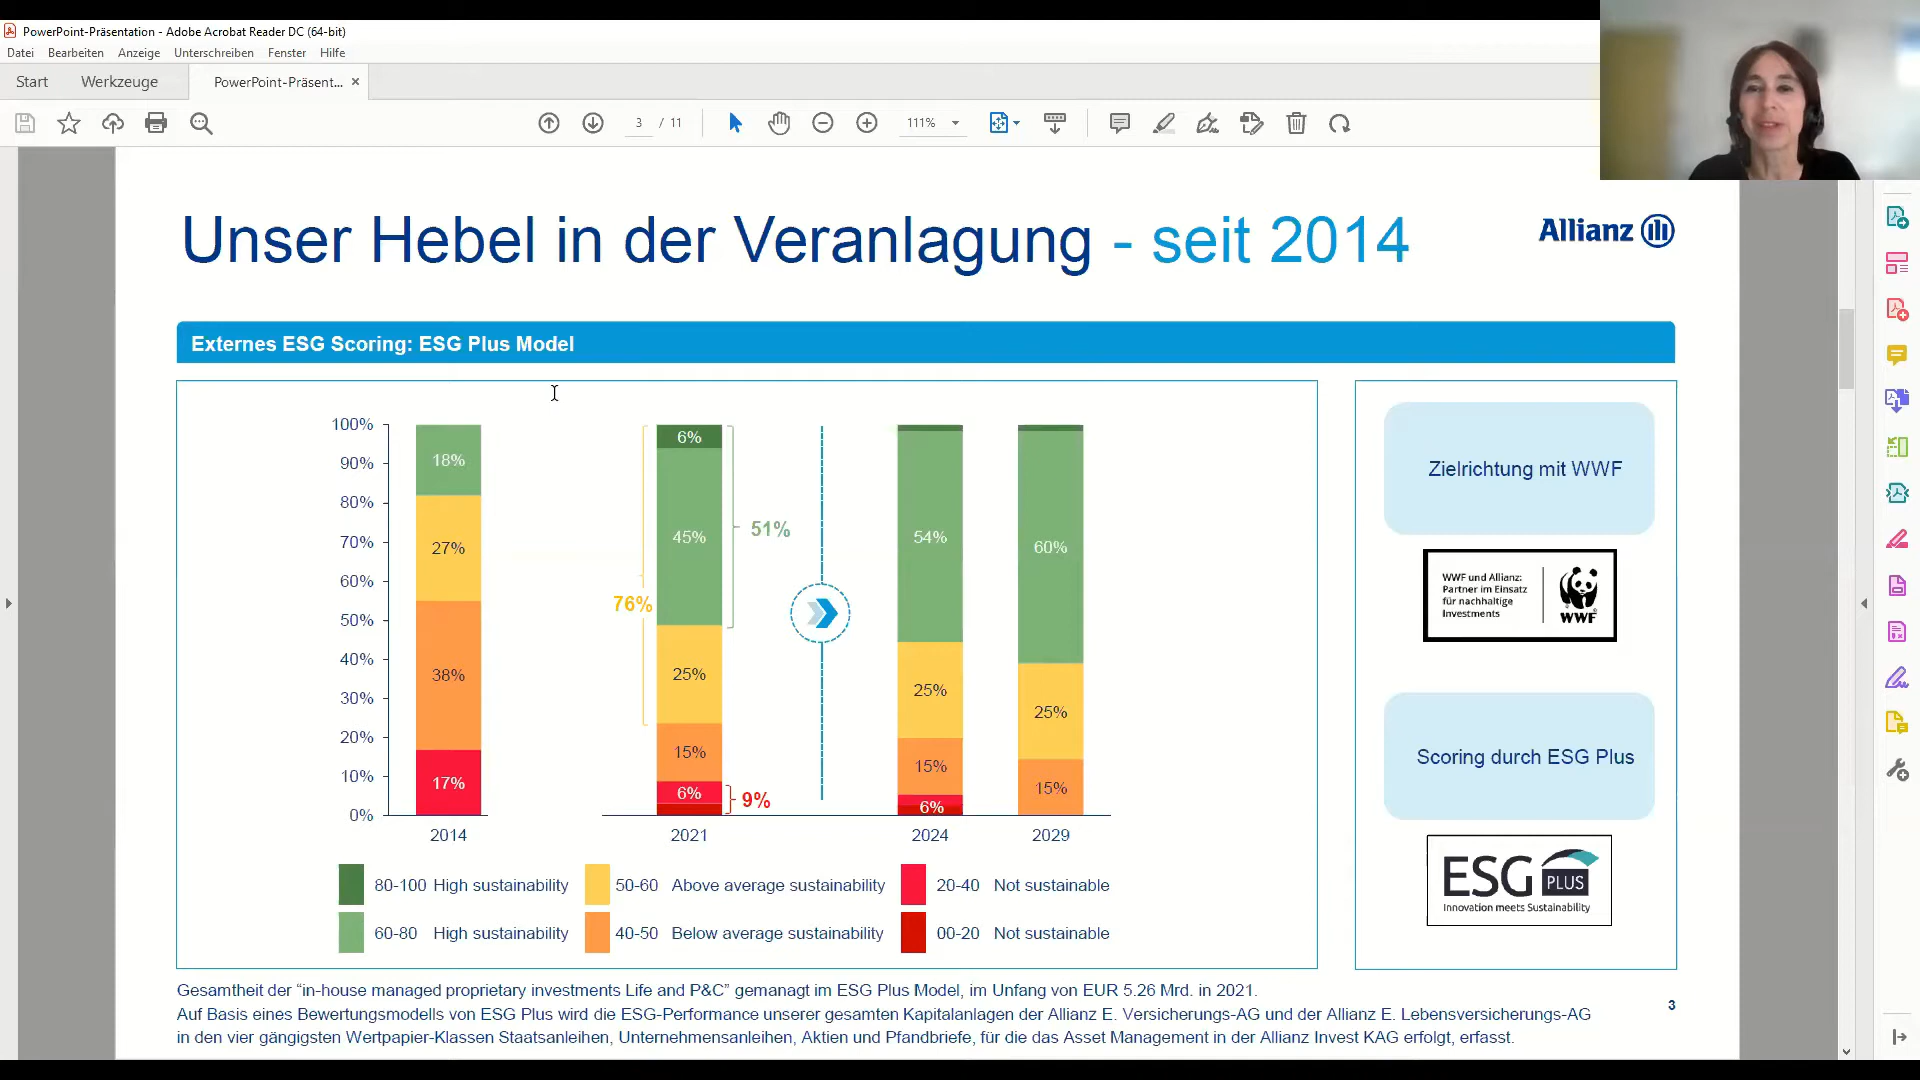 PowerPoint-Präsentation - Adobe Acrobat Reader DC (64-bit)
Datei Bearbeiten Anzeige Unterschreiben Fenster Hilfe
Start Werkzeuge PowerPoint-Präsent... ×
3 / 11 111%
Unser Hebel in der Veranlagung - seit 2014
Allianz
Externes ESG Scoring: ESG Plus Model
100%
90%
80%
70%
60%
50%
40%
30%
20%
10%
0%
18%
27%
38%
17%
2014
76%
6%
45%
25%
15%
6%
51%
9%
2021
54%
25%
15%
6%
2024
60%
25%
15%
2029
80-100 High sustainability
50-60 Above average sustainability
20-40 Not sustainable
60-80 High sustainability
40-50 Below average sustainability
00-20 Not sustainable
Zielrichtung mit WWF
WWF und Allianz:
Partner im Einsatz
für nachhaltige
Investments
WWF
Scoring durch ESG Plus
ESG PLUS
Innovation meets Sustainability
Gesamtheit der “in-house managed proprietary investments Life and P&C” gemanagt im ESG Plus Model, im Umfang von EUR 5.26 Mrd. in 2021.
Auf Basis eines Bewertungsmodells von ESG Plus wird die ESG-Performance unserer gesamten Kapitalanlagen der Allianz E. Versicherungs-AG und der Allianz E. Lebensversicherungs-AG
in den vier gängigsten Wertpapier-Klassen Staatsanleihen, Unternehmensanleihen, Aktien und Pfandbriefe, für die das Asset Management in der Allianz Invest KAG erfolgt, erfasst.
3